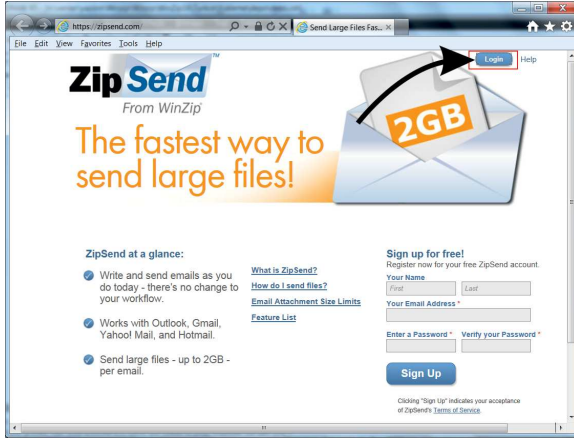 https://zipsend.com/
Send Large Files Fas...
File Edit View Favorites Tools Help
Login Help
ZipSend™
From WinZip
2GB
The fastest way to
send large files!
ZipSend at a glance:
Write and send emails as you
do today - there's no change to
your workflow.
Works with Outlook, Gmail,
Yahoo! Mail, and Hotmail.
Send large files - up to 2GB -
per email.
What is ZipSend?
How do I send files?
Email Attachment Size Limits
Feature List
Sign up for free!
Register now for your free ZipSend account.
Your Name
First Last
Your Email Address *
Enter a Password * Verify your Password *
Sign Up
Clicking "Sign Up" indicates your acceptance
of ZipSend's Terms of Service.